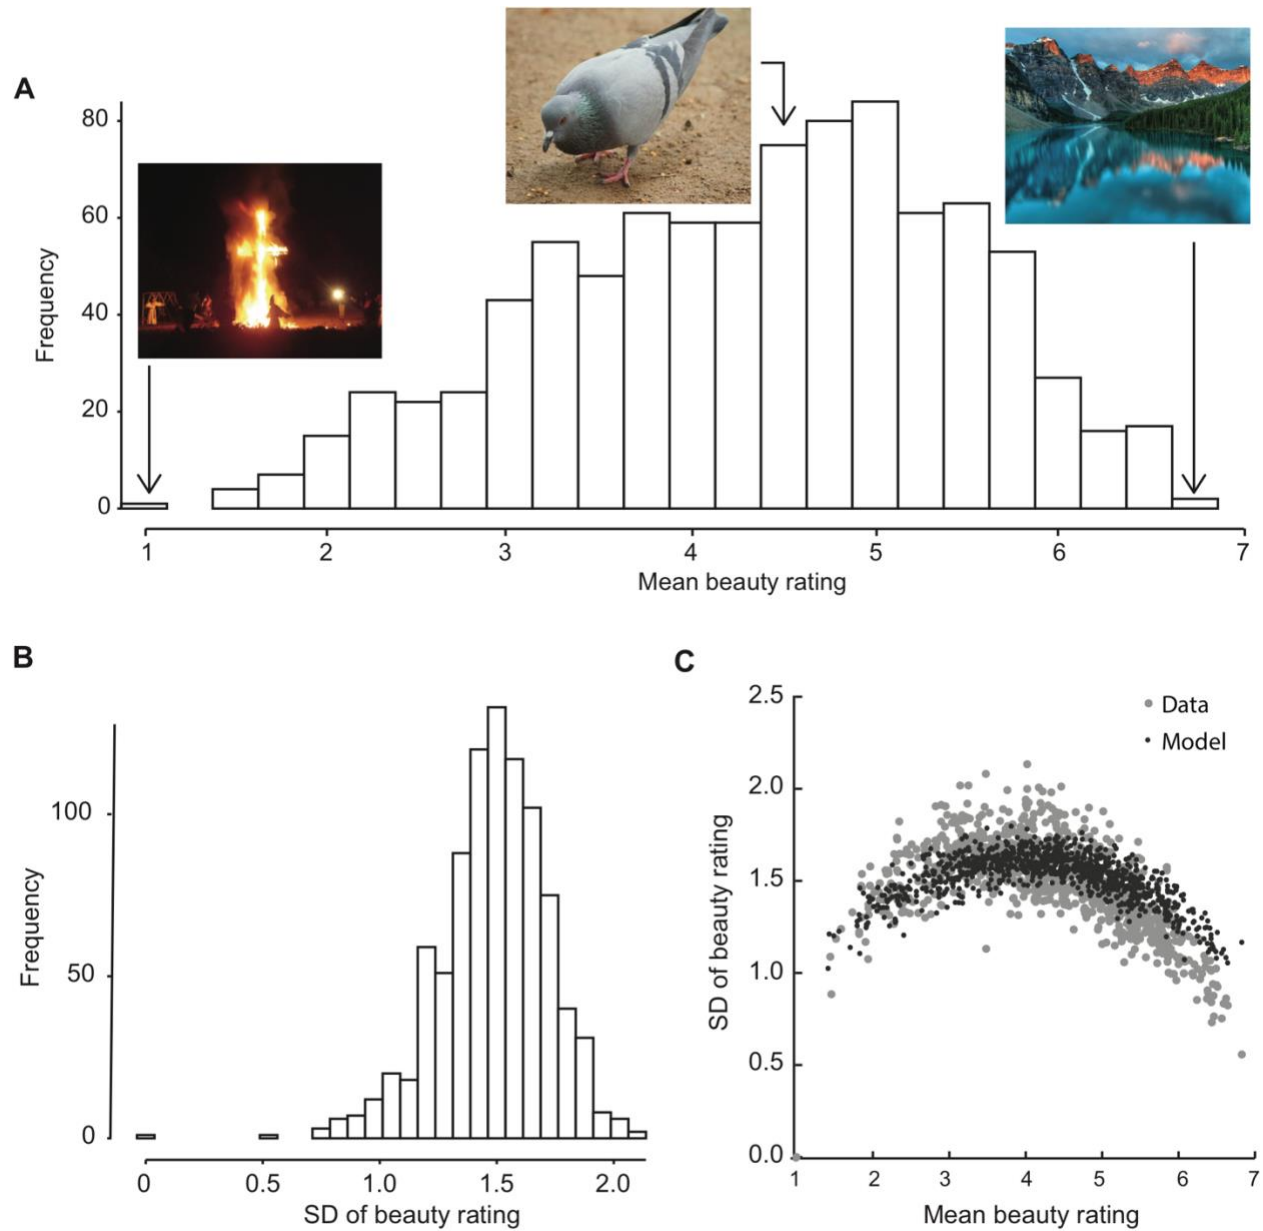 A
80
60
40
20
0
Frequency
1 2 3 4 5 6 7
Mean beauty rating
B
100
50
0
Frequency
0 0.5 1.0 1.5 2.0
SD of beauty rating
C
2.5
2.0
1.5
1.0
0.5
0.0
SD of beauty rating
Data
Model
1 2 3 4 5 6 7
Mean beauty rating